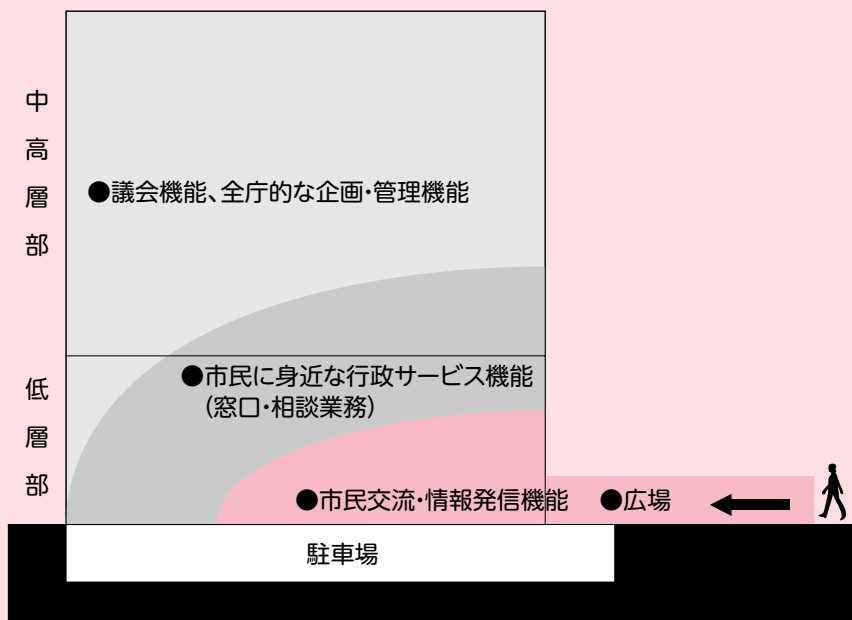 中高層部
●議会機能、全庁的な企画・管理機能
低層部
●市民に身近な行政サービス機能
(窓口・相談業務)
●市民交流・情報発信機能
●広場
駐車場